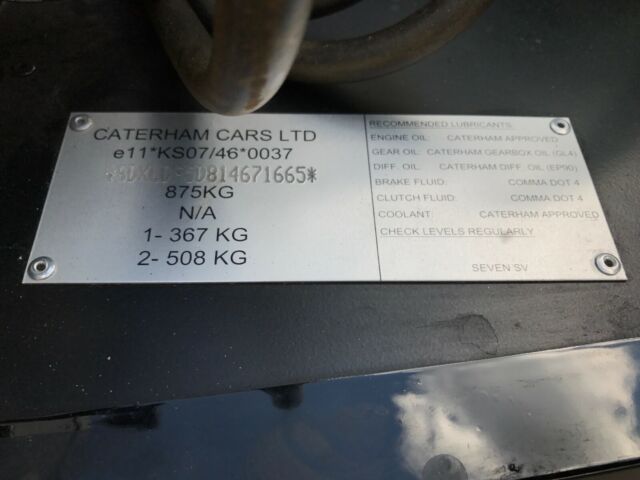 CATERHAM CARS LTD
e11*KS07/46*0037
875KG
N/A
1- 367 KG
2- 508 KG
RECOMMENDED LUBRICANTS:
ENGINE OIL: CATERHAM APPROVED
GEAR OIL: CATERHAM GEARBOX OIL (GL4)
DIFF. OIL: CATERHAM DIFF. OIL (EP90)
BRAKE FLUID: COMMA DOT 4
CLUTCH FLUID: COMMA DOT 4
COOLANT: CATERHAM APPROVED
CHECK LEVELS REGULARLY
SEVEN SV